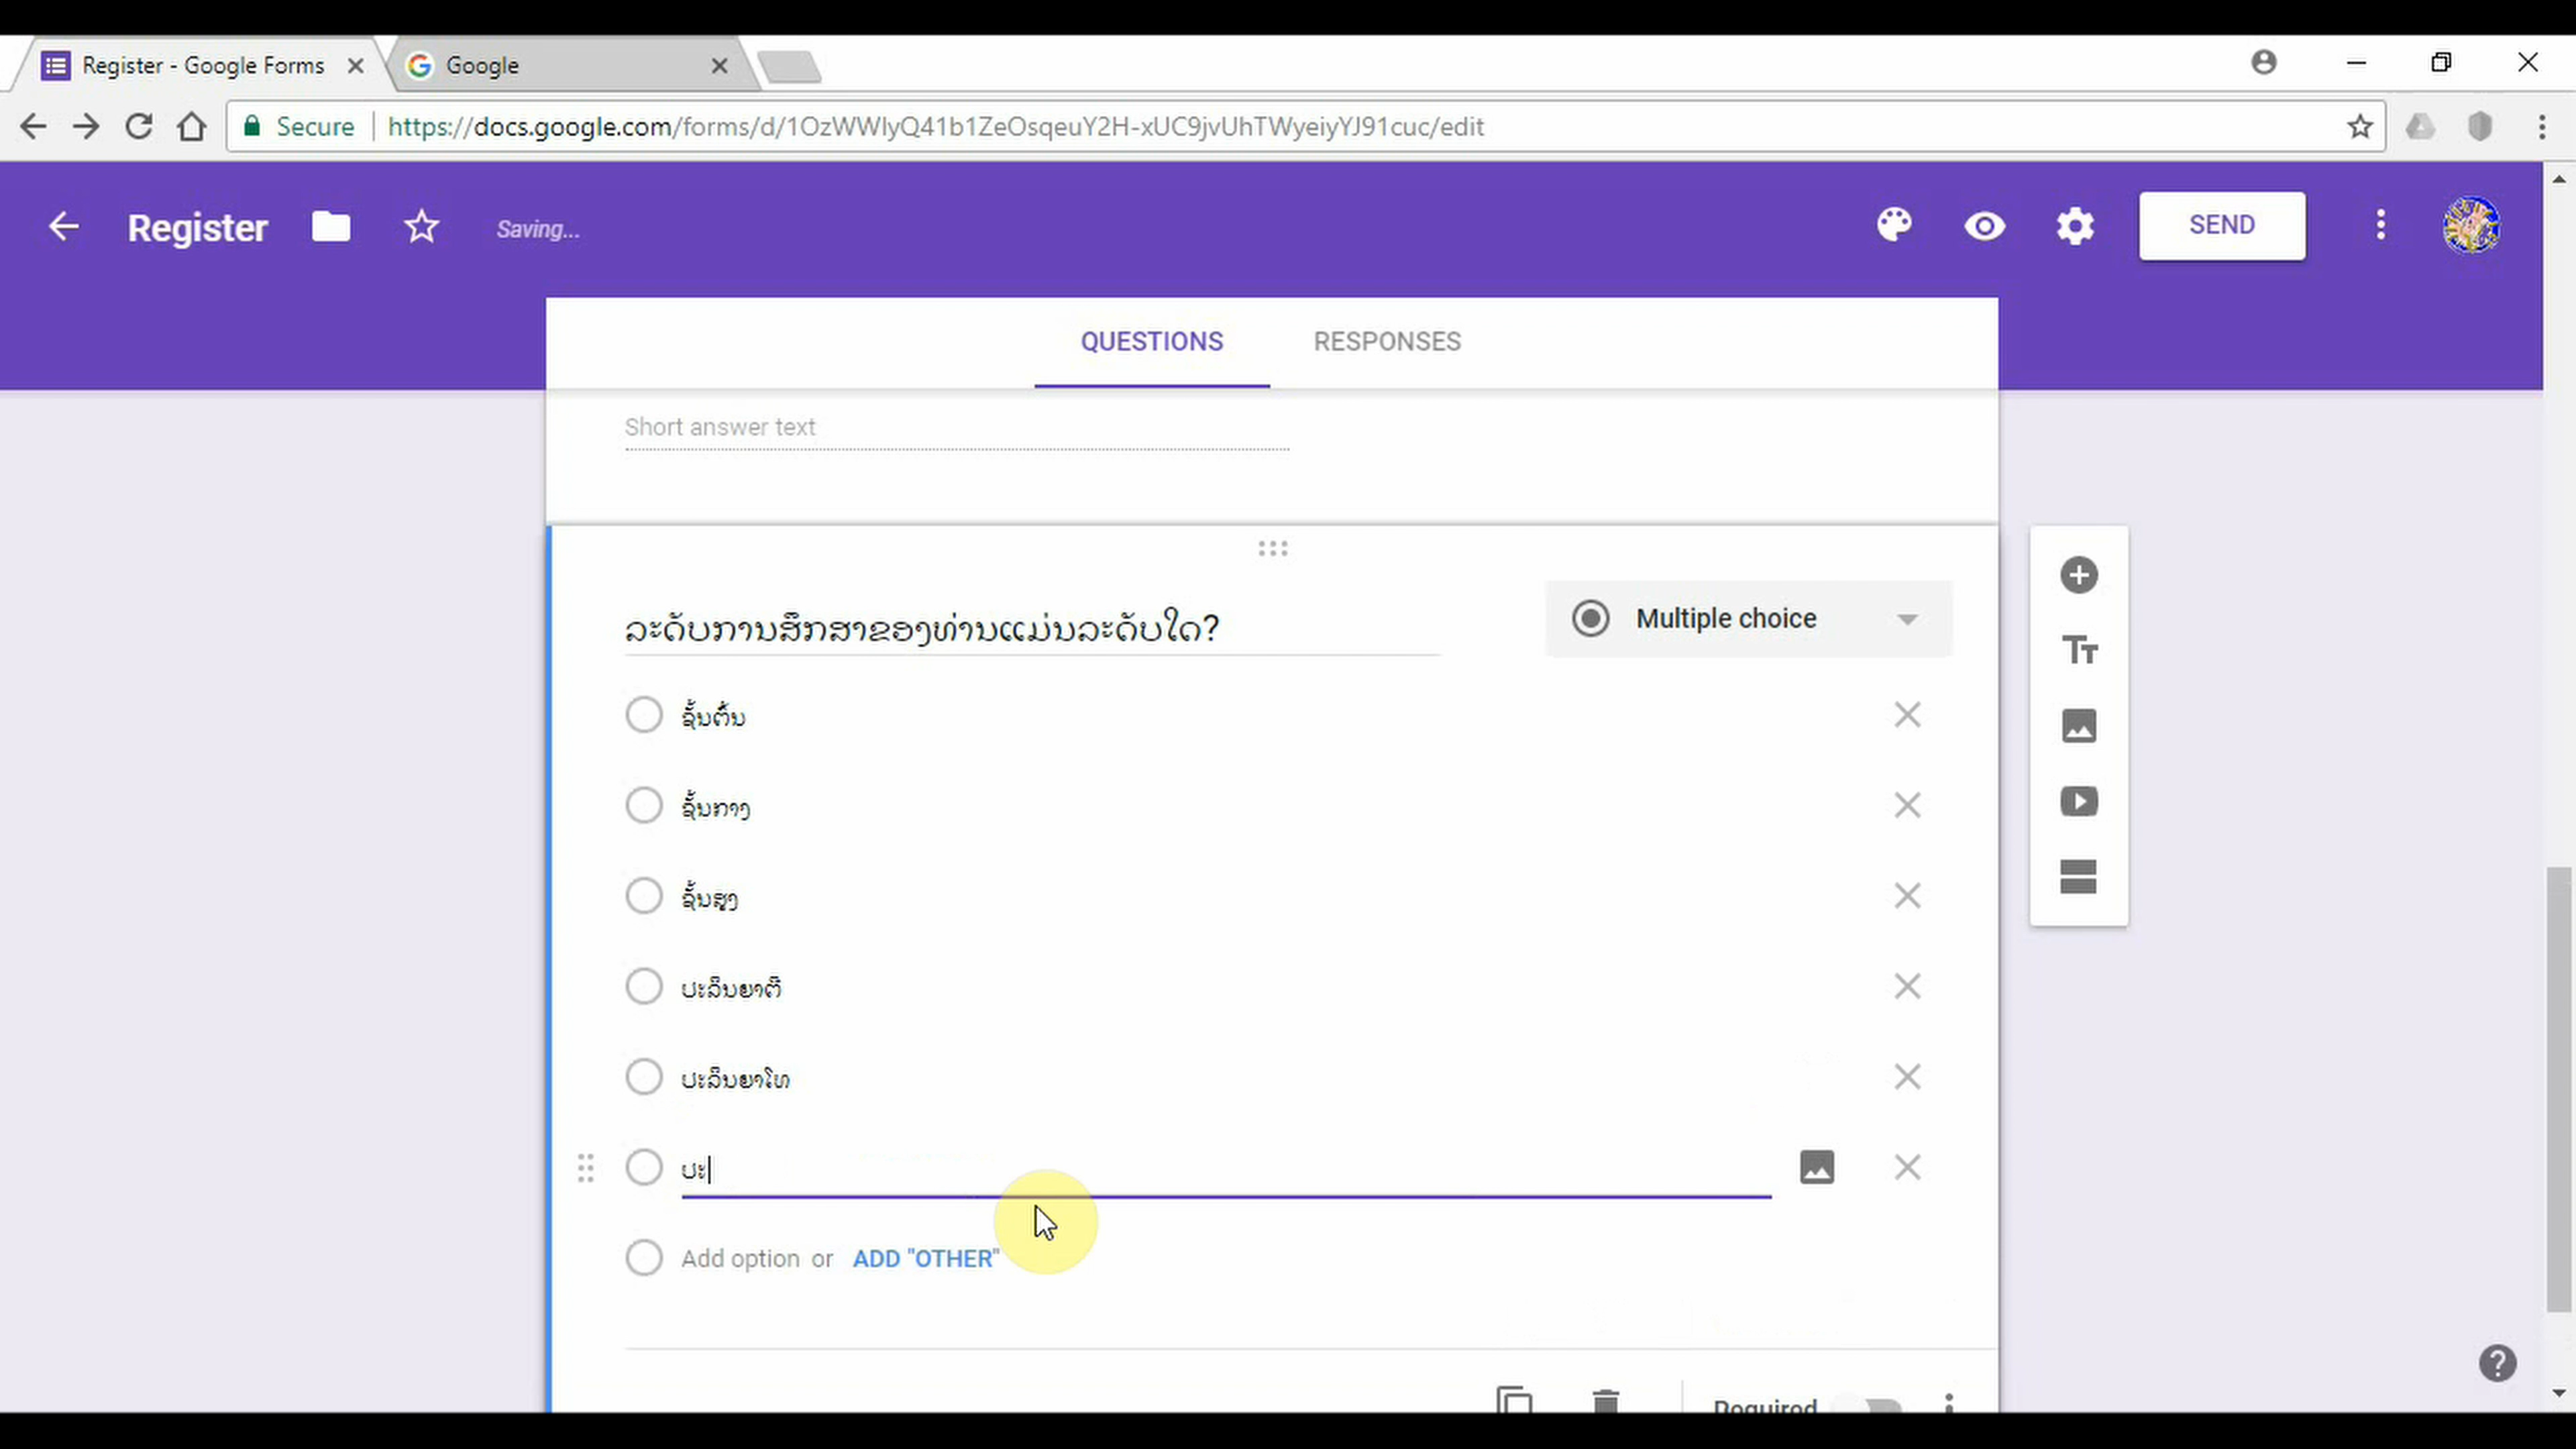 Register - Google Forms
Google
Secure
https://docs.google.com/forms/d/1OzWWlyQ41b1ZeOsqeuY2H-xUC9jvUhTWyeiyYJ91cuc/edit
Register
Saving...
SEND
QUESTIONS
RESPONSES
Short answer text
ລະດັບການສຶກສາຂອງທ່ານແມ່ນລະດັບໃດ?
Multiple choice
ຊັ້ນຕົ້ນ
ຊັ້ນກາງ
ຊັ້ນສູງ
ປະລິນຍາຕີ
ປະລິນຍາໂທ
ປະ
Add option or ADD "OTHER"
Required